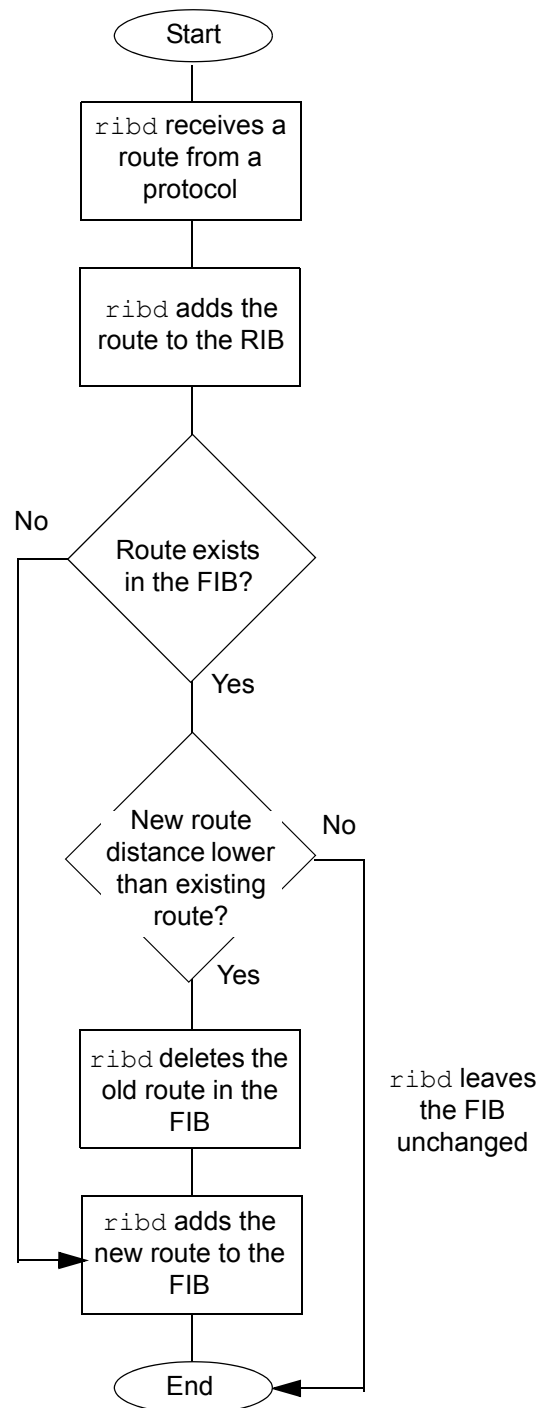 Start
ribd receives a
route from a
protocol
ribd adds the
route to the RIB
No
Route exists
in the FIB?
Yes
New route
distance lower
than existing
route?
No
Yes
ribd deletes the
old route in the
FIB
ribd leaves
the FIB
unchanged
ribd adds the
new route to the
FIB
End